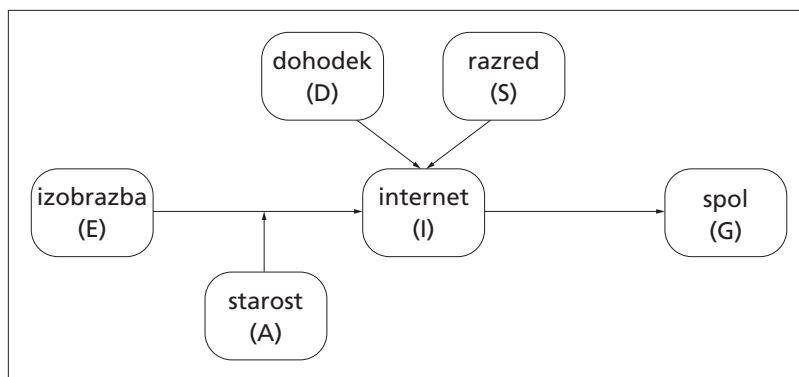 dohodek
(D)
razred
(S)
izobrazba
(E)
internet
(I)
spol
(G)
starost
(A)